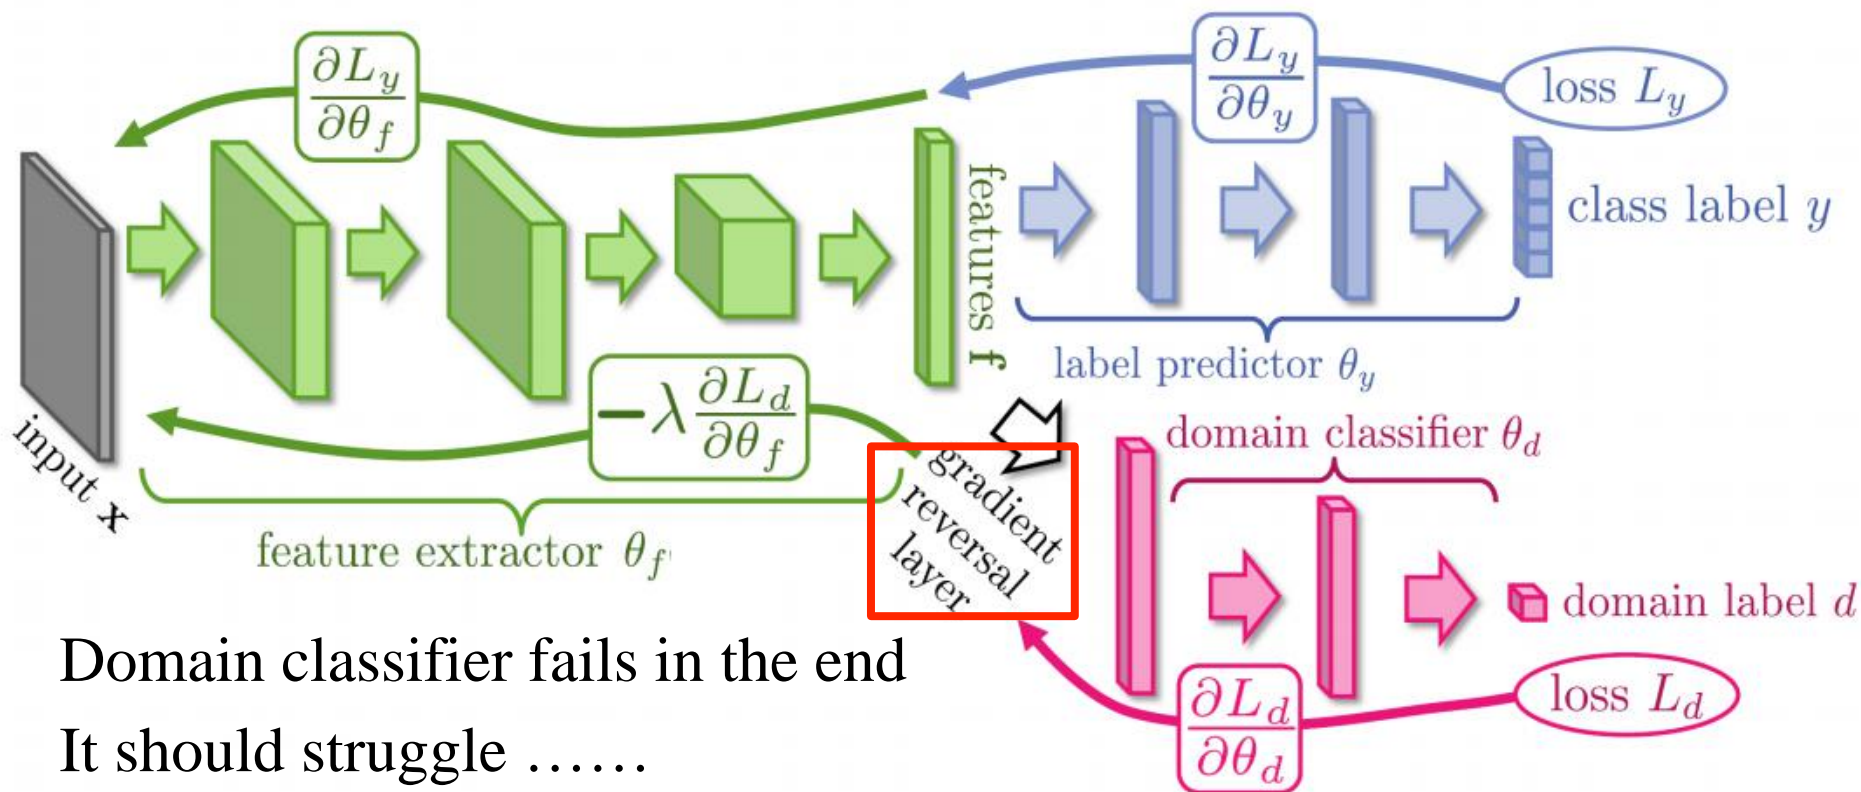 ∂L_y/∂θ_f
∂L_y/∂θ_y
loss L_y
features f
class label y
label predictor θ_y
input x
−λ ∂L_d/∂θ_f
feature extractor θ_f
gradient
reversal
layer
domain classifier θ_d
domain label d
loss L_d
∂L_d/∂θ_d
Domain classifier fails in the end
It should struggle ……